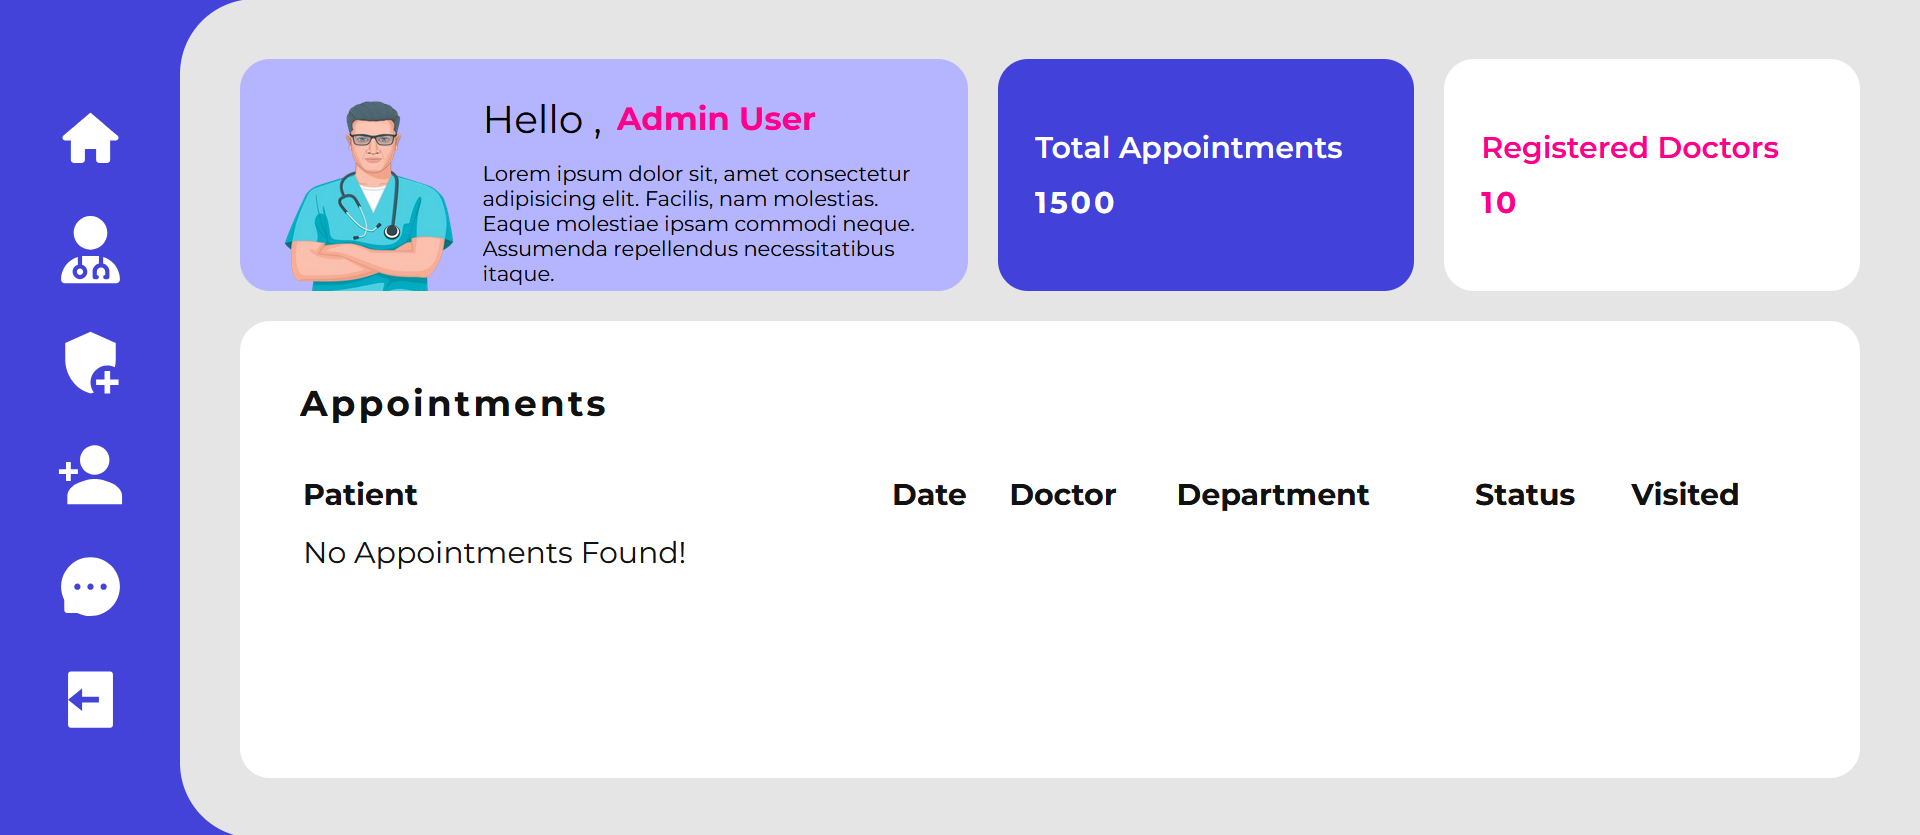 Hello , Admin User
Lorem ipsum dolor sit, amet consectetur
adipisicing elit. Facilis, nam molestias.
Eaque molestiae ipsam commodi neque.
Assumenda repellendus necessitatibus
itaque.
Total Appointments
1500
Registered Doctors
10
Appointments
Patient Date Doctor Department Status Visited
No Appointments Found!